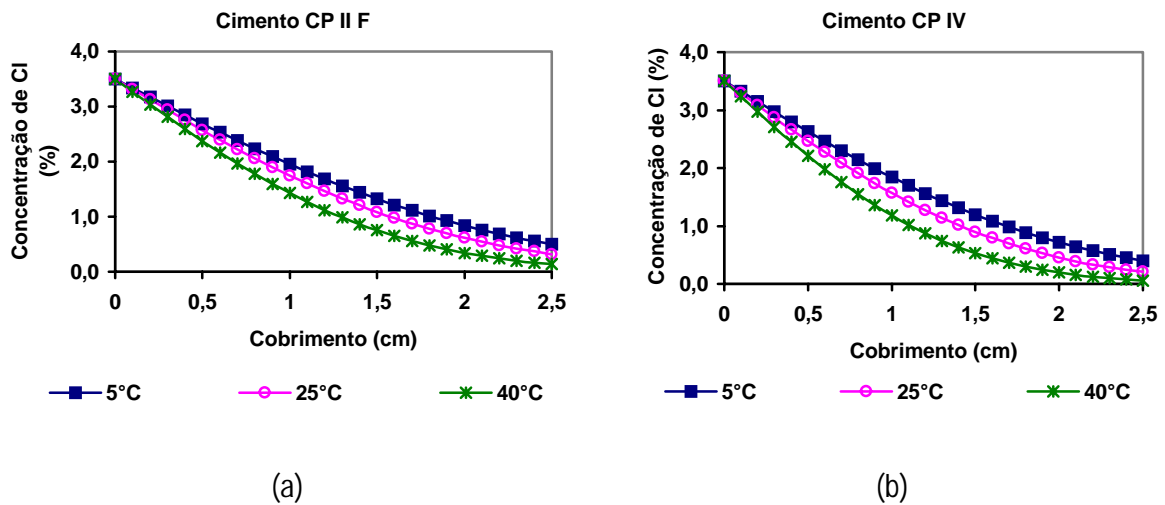 Cimento CP II F
4,0
3,0
2,0
1,0
0,0
0 0,5 1 1,5 2 2,5
Concentração de Cl
(%)
Cobrimento (cm)
5°C 25°C 40°C
(a)
Cimento CP IV
4,0
3,0
2,0
1,0
0,0
0 0,5 1 1,5 2 2,5
Concentração de Cl (%)
Cobrimento (cm)
5°C 25°C 40°C
(b)